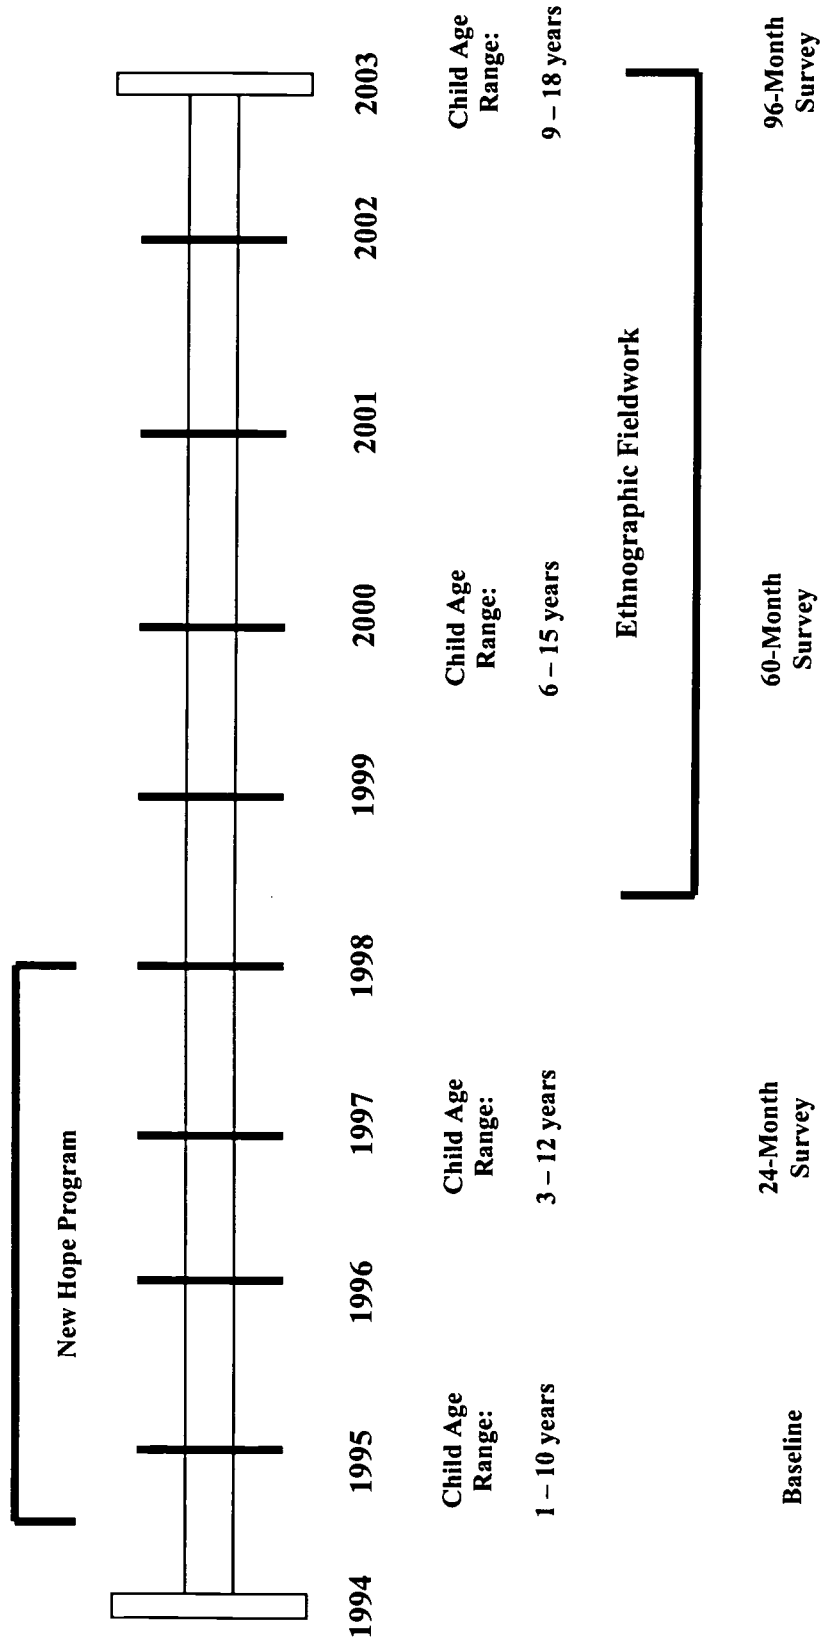 New Hope Program
1994
1995
1996
1997
1998
1999
2000
2001
2002
2003
Child Age
Range:
1 – 10 years
Child Age
Range:
3 – 12 years
Child Age
Range:
6 – 15 years
Child Age
Range:
9 – 18 years
Ethnographic Fieldwork
Baseline
24-Month
Survey
60-Month
Survey
96-Month
Survey